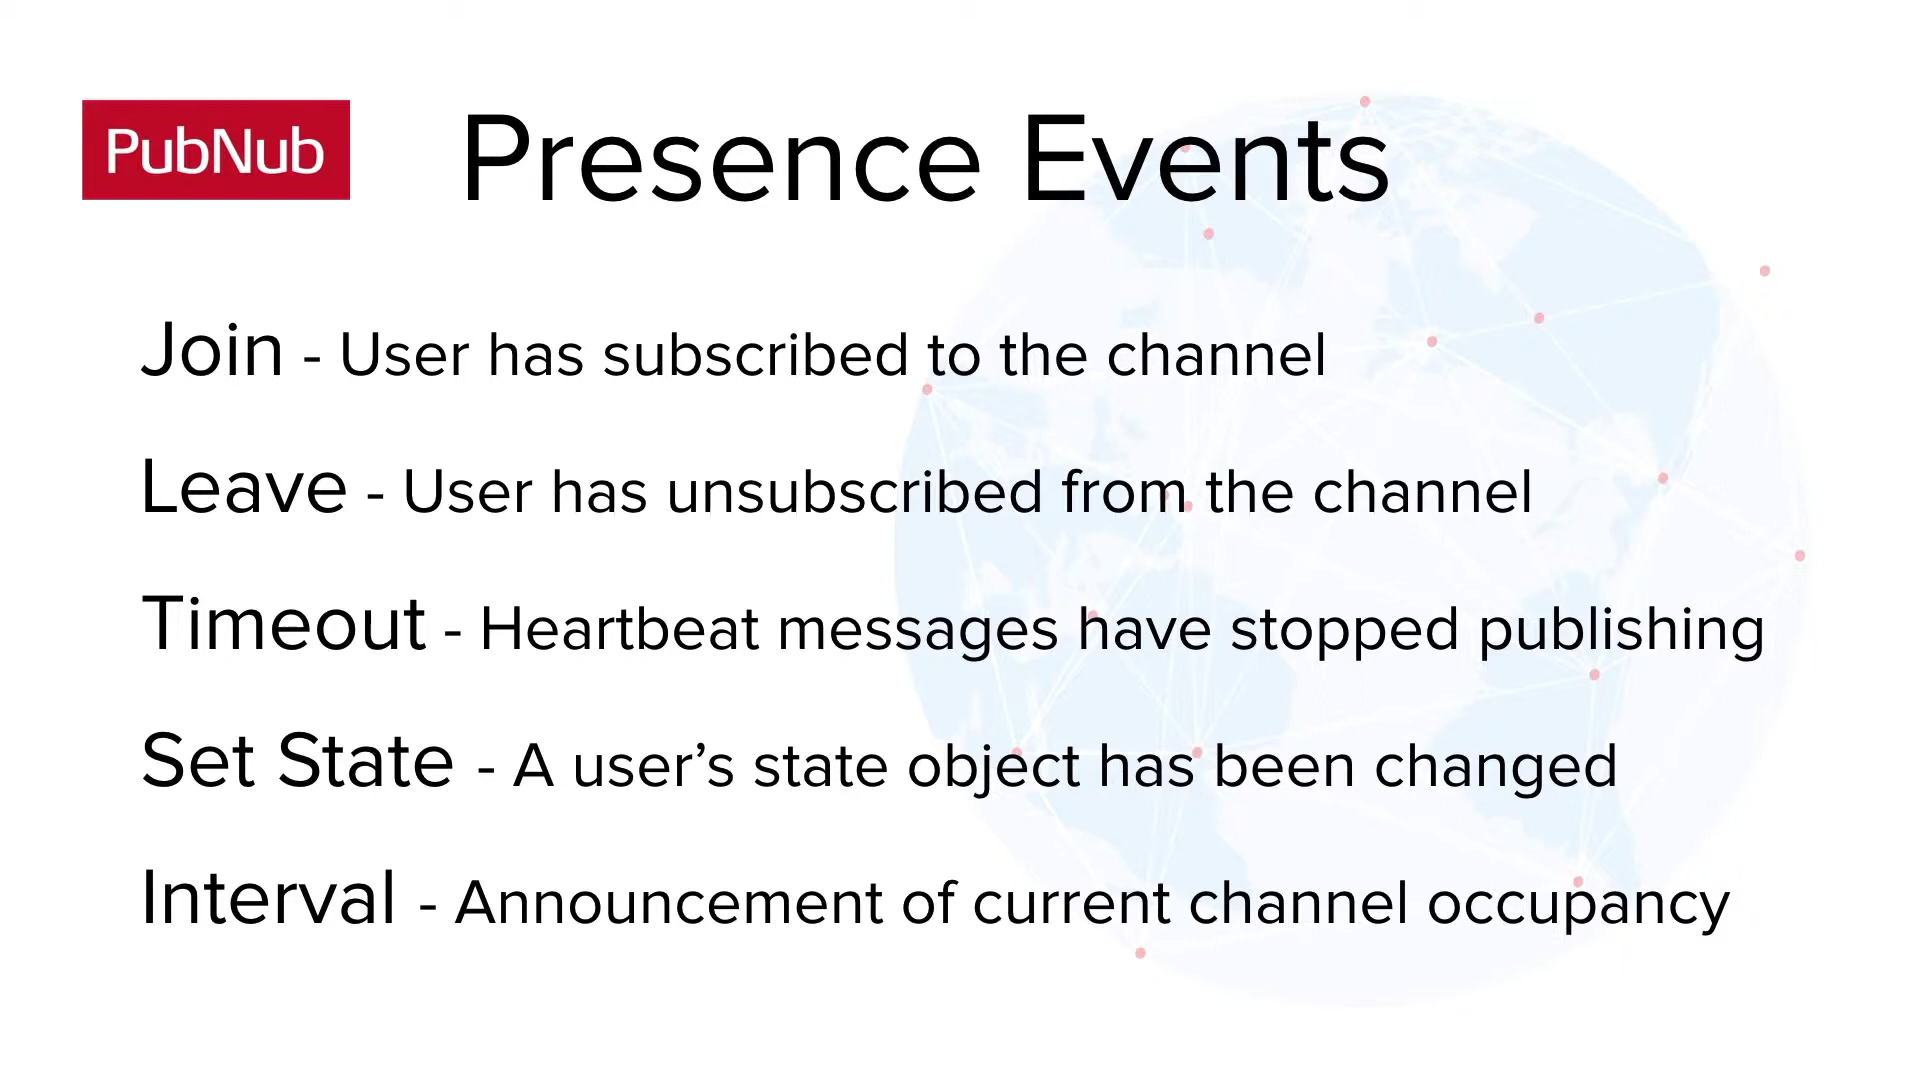 PubNub
Presence Events
Join - User has subscribed to the channel
Leave - User has unsubscribed from the channel
Timeout - Heartbeat messages have stopped publishing
Set State - A user’s state object has been changed
Interval - Announcement of current channel occupancy